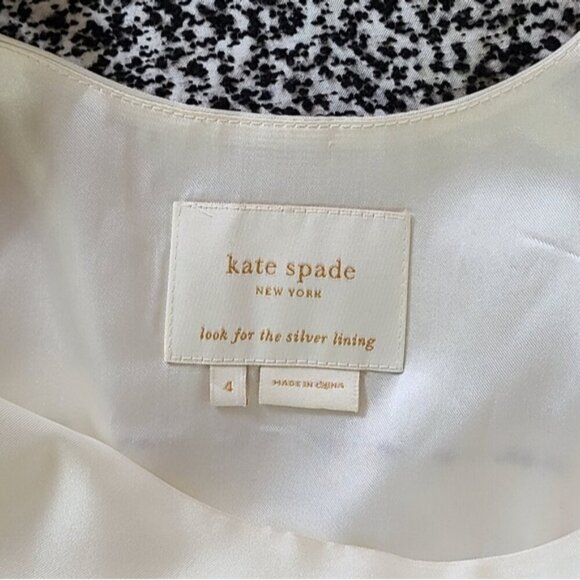 kate spade
NEW YORK
look for the silver lining
4
MADE IN CHINA